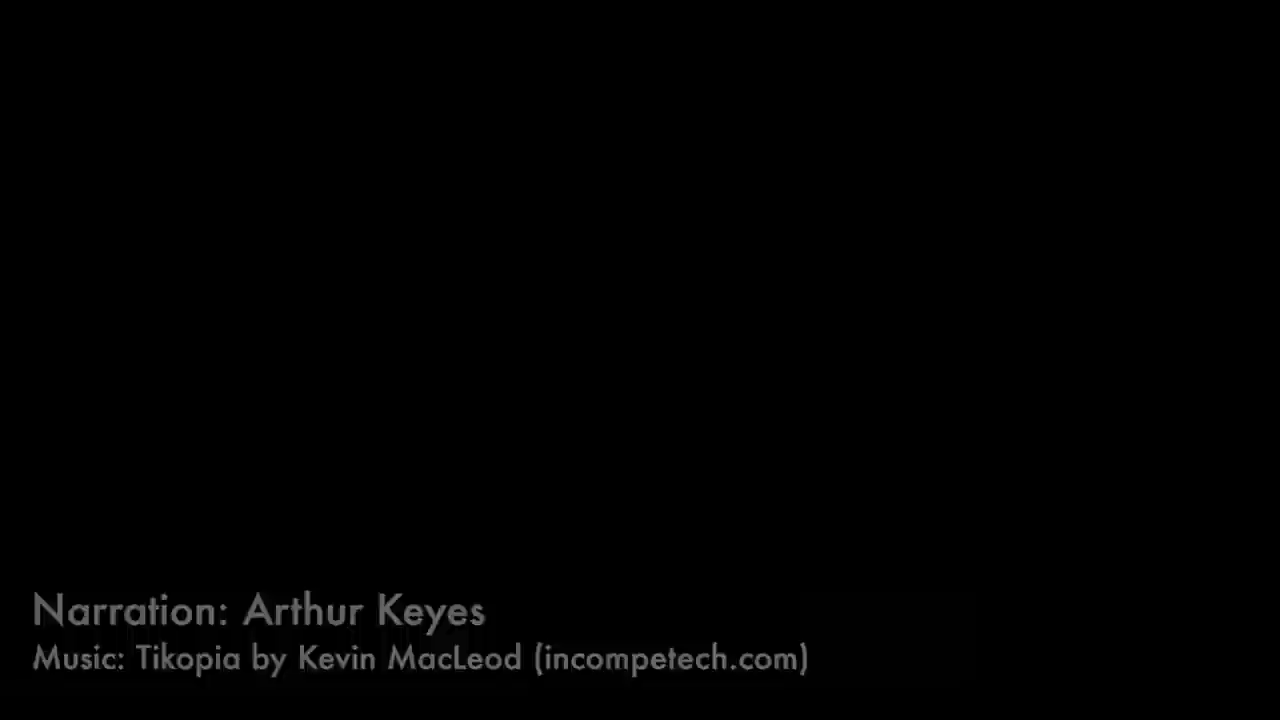 Narration: Arthur Keyes
Music: Tikopia by Kevin MacLeod (incompetech.com)